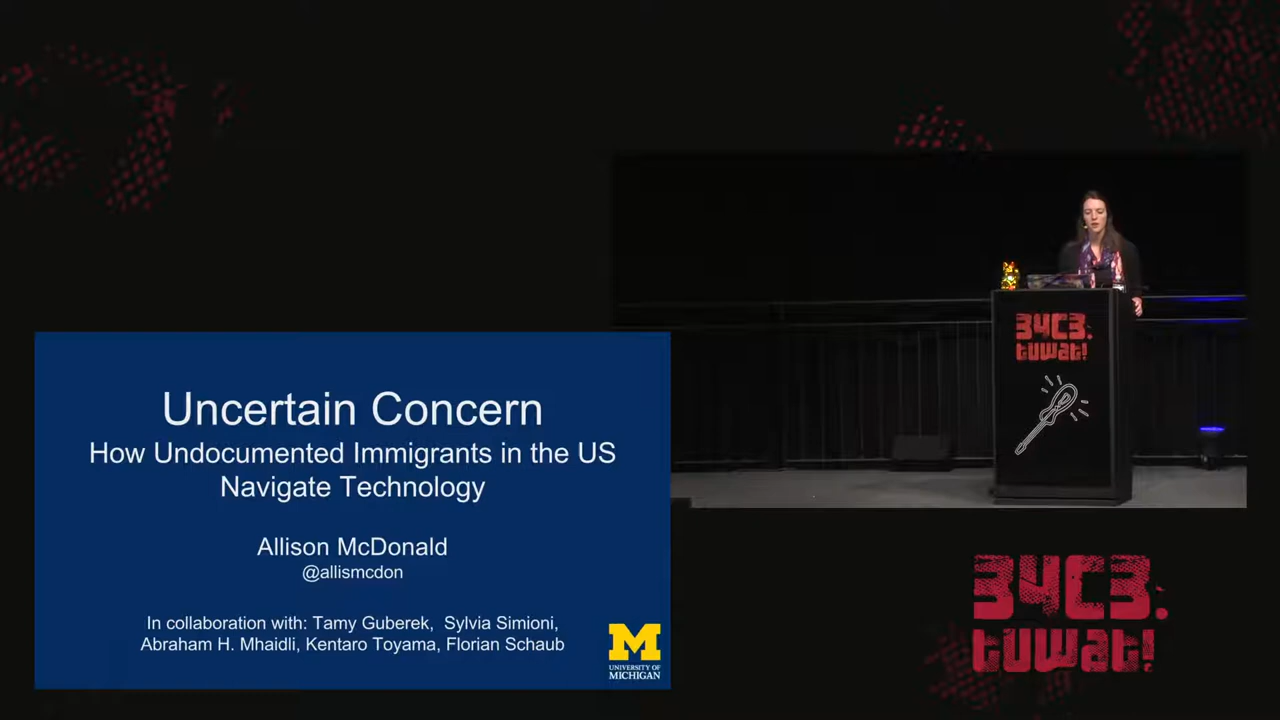 Uncertain Concern
How Undocumented Immigrants in the US
Navigate Technology
Allison McDonald
@allismcdon
In collaboration with: Tamy Guberek, Sylvia Simioni,
Abraham H. Mhaidli, Kentaro Toyama, Florian Schaub
M
UNIVERSITY OF
MICHIGAN
34C3.
tuwat!
34C3.
tuwat!